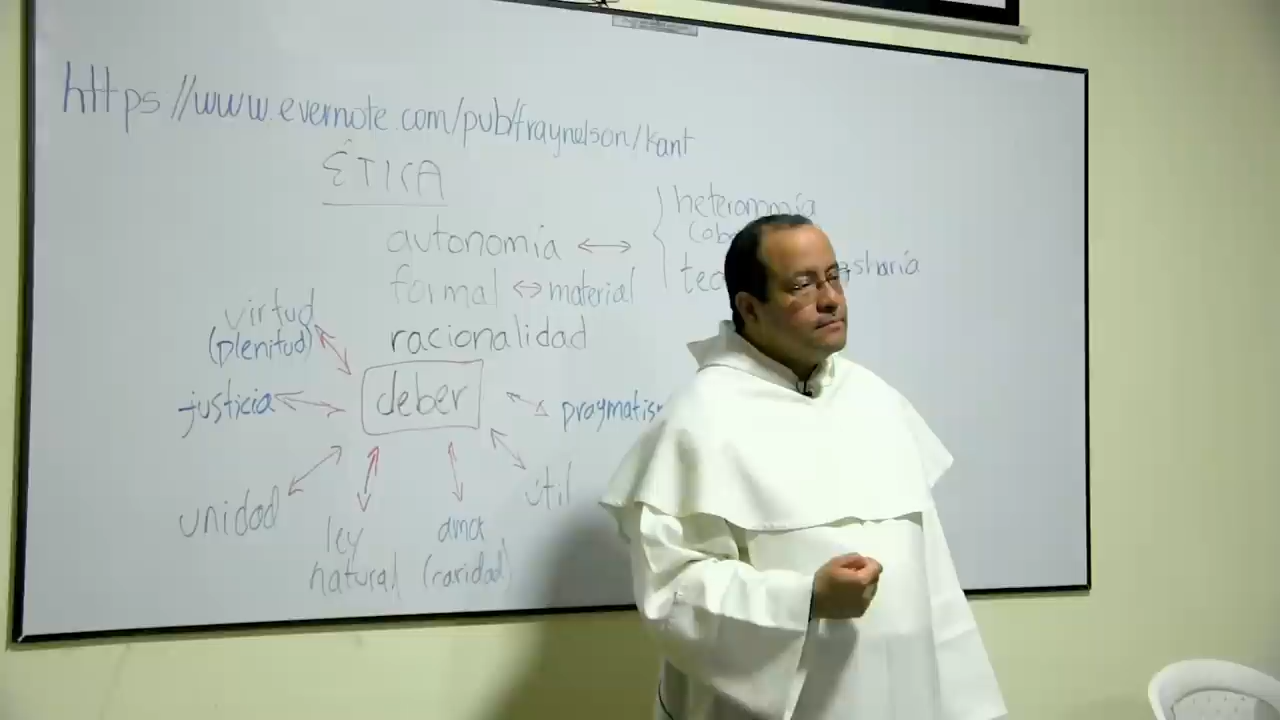 https://www.evernote.com/pub/fraynelson/kant
ÉTICA
autonomía ↔ { heteronomía
formal ↔ material
sharía
racionalidad
virtud
(plenitud)
justicia
deber
unidad
ley
natural
amor
(caridad)
útil